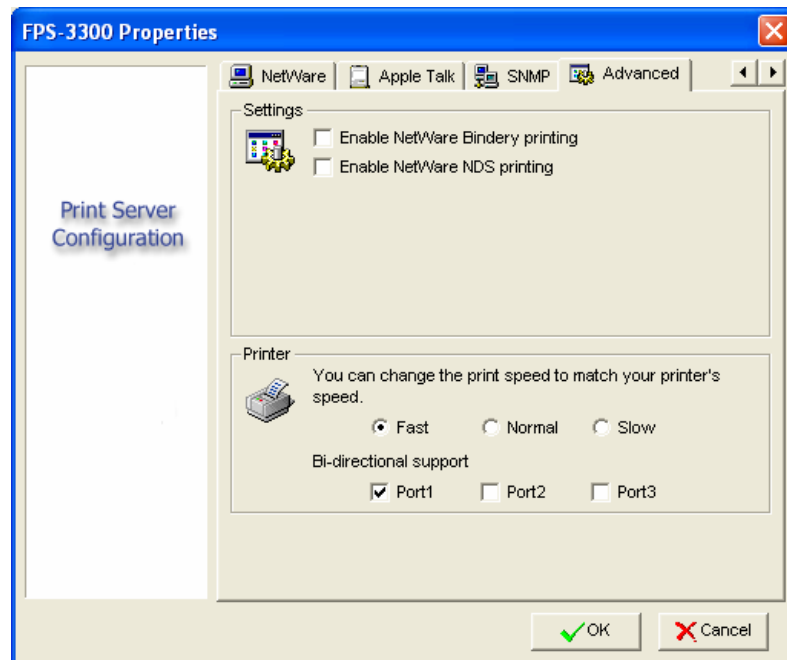 FPS-3300 Properties
Print Server
Configuration
NetWare
Apple Talk
SNMP
Advanced
Settings
Enable NetWare Bindery printing
Enable NetWare NDS printing
Printer
You can change the print speed to match your printer's
speed.
Fast
Normal
Slow
Bi-directional support
Port1
Port2
Port3
OK
Cancel